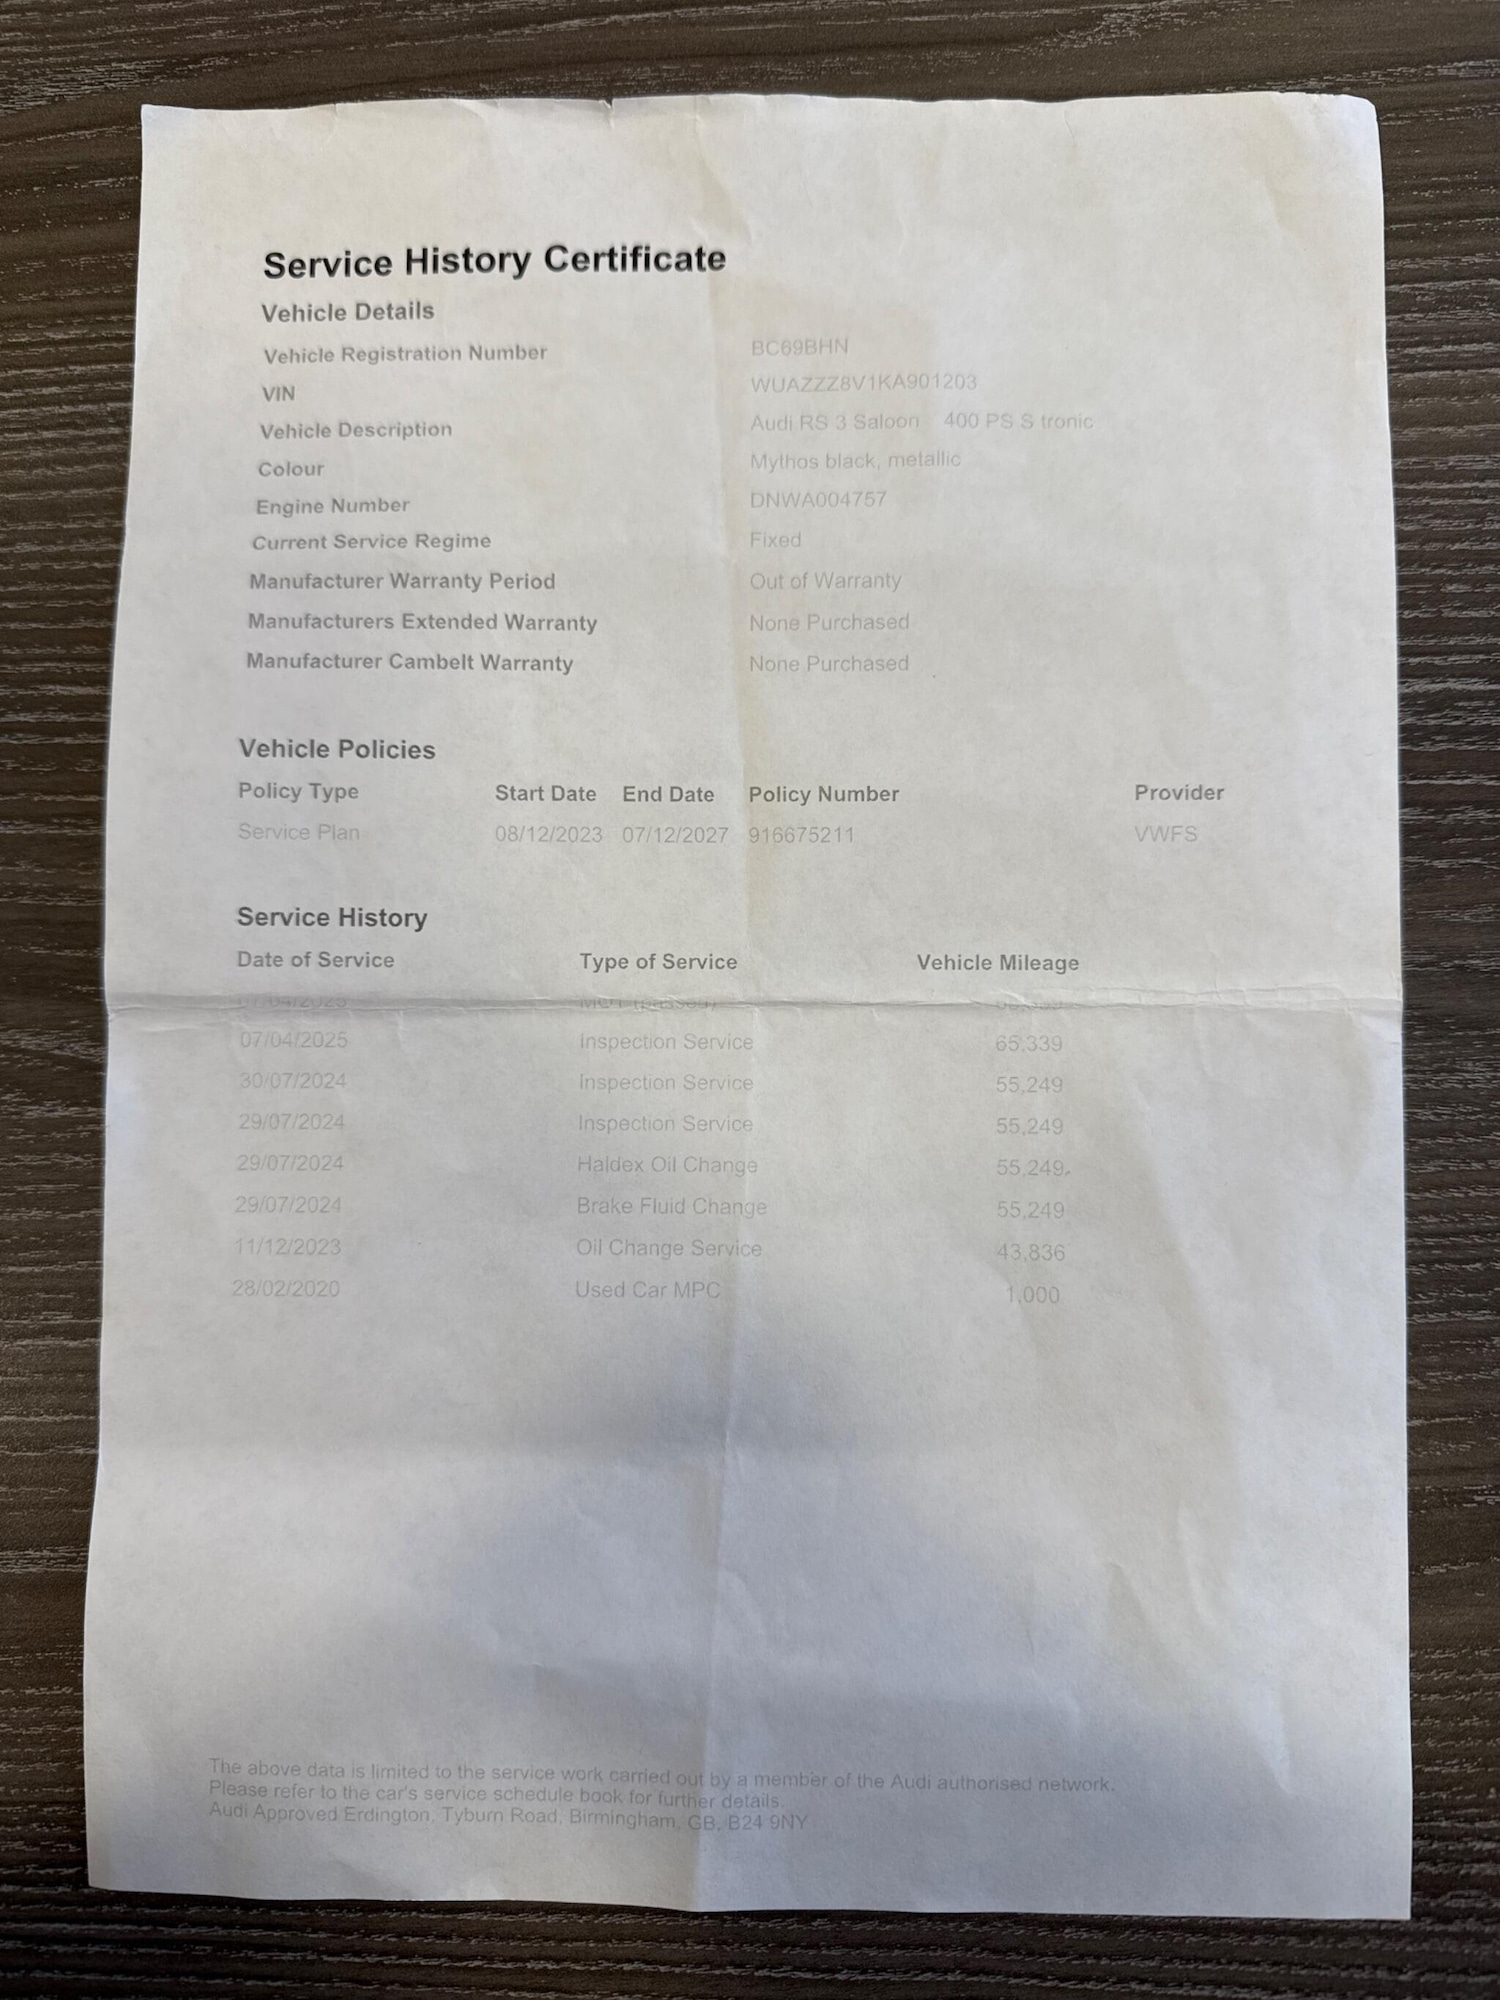 Service History Certificate
Vehicle Details
Vehicle Registration Number BC69BHN
VIN WUAZZZ8V1KA901203
Vehicle Description Audi RS 3 Saloon 400 PS S tronic
Colour Mythos black, metallic
Engine Number DNWA004757
Current Service Regime Fixed
Manufacturer Warranty Period Out of Warranty
Manufacturers Extended Warranty None Purchased
Manufacturer Cambelt Warranty None Purchased
Vehicle Policies
Policy Type Start Date End Date Policy Number Provider
Service Plan 08/12/2023 07/12/2027 916675211 VWFS
Service History
Date of Service Type of Service Vehicle Mileage
07/04/2025 (passed)
07/04/2025 Inspection Service 65,339
30/07/2024 Inspection Service 55,249
29/07/2024 Inspection Service 55,249
29/07/2024 Haldex Oil Change 55,249
29/07/2024 Brake Fluid Change 55,249
11/12/2023 Oil Change Service 43,836
28/02/2020 Used Car MPC 1,000
The above data is limited to the service work carried out by a member of the Audi authorised network.
Please refer to the car's service schedule book for further details.
Audi Approved Erdington, Tyburn Road, Birmingham, GB, B24 9NY